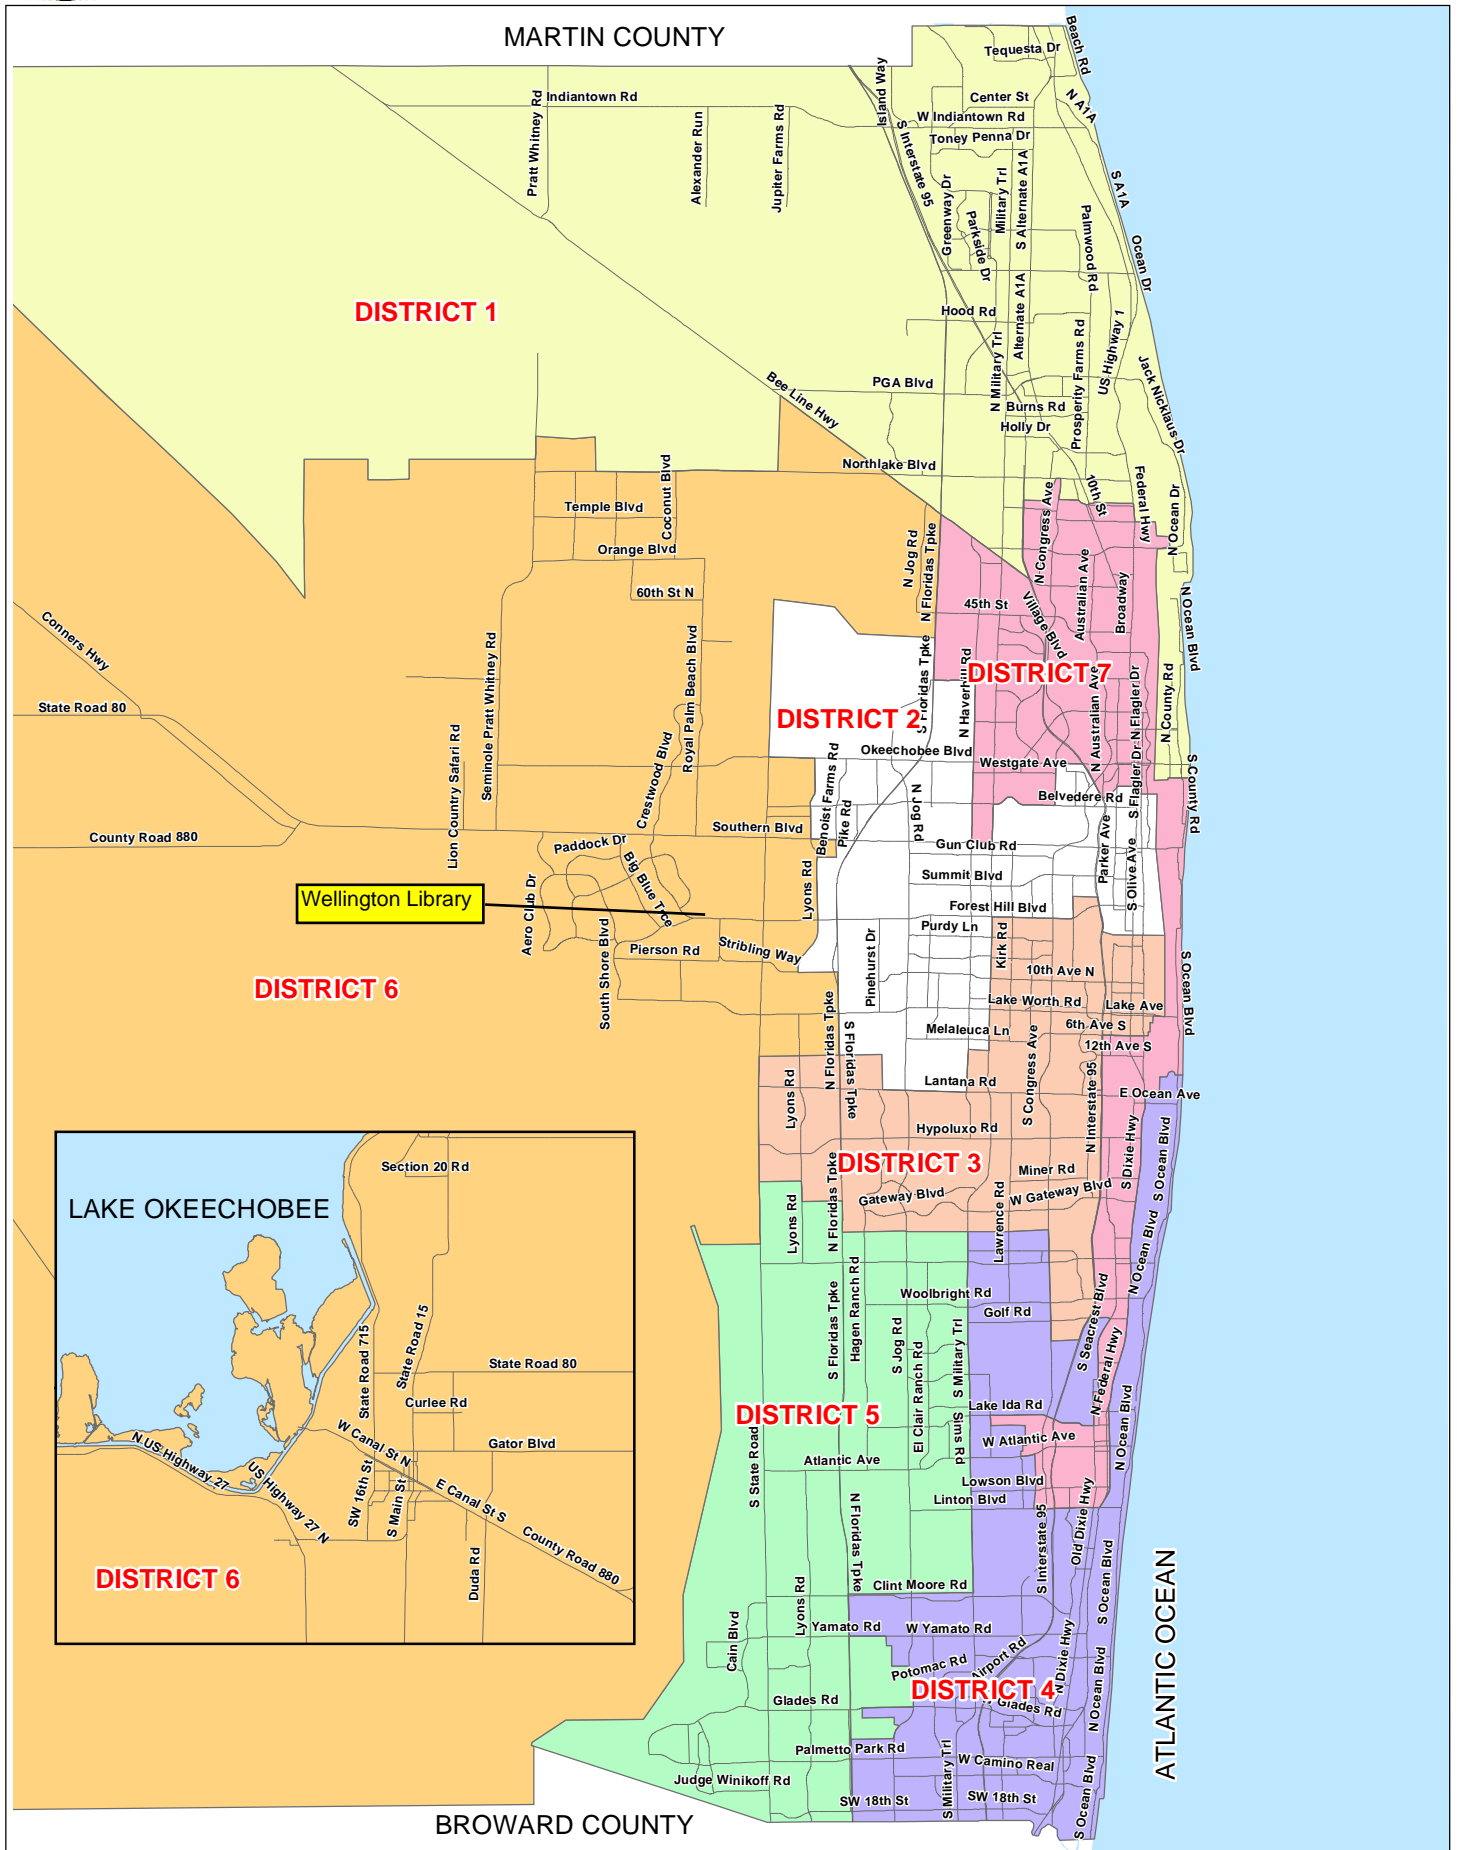 MARTIN COUNTY
Beach Rd
Tequesta Dr
Island Way
Center St
N A1A
Indiantown Rd
Pratt Whitney Rd
Alexander Run
Jupiter Farms Rd
W Indiantown Rd
Toney Penna Dr
S Interstate 95
Military Trl
S Alternate A1A
S A1A
Greenway Dr
Parkside Dr
Palmwood Rd
Ocean Dr
DISTRICT 1
Hood Rd
Alternate A1A
N Military Trl
Prosperity Farms Rd
US Highway 1
Jack Nicklaus Dr
Bee Line Hwy
PGA Blvd
Burns Rd
Holly Dr
Northlake Blvd
Coconut Blvd
Temple Blvd
Orange Blvd
60th St N
N Congress Ave
10th St
Federal Hwy
N Ocean Dr
N Jog Rd
N Floridas Tpke
45th St
Village Blvd
Australian Ave
Broadway
N Ocean Blvd
Conners Hwy
State Road 80
Seminole Pratt Whitney Rd
Royal Palm Beach Blvd
DISTRICT 7
DISTRICT 2
S Floridas Tpke
N Haverhill Rd
N Australian Ave
N Flagler Dr
N County Rd
Lion Country Safari Rd
Crestwood Blvd
Okeechobee Blvd
Westgate Ave
S Flagler Dr
S County Rd
Benoist Farms Rd
Pike Rd
N Jog Rd
Belvedere Rd
County Road 880
Southern Blvd
Paddock Dr
Big Blue Trce
Gun Club Rd
Parker Ave
S Olive Ave
Summit Blvd
Wellington Library
Aero Club Dr
Lyons Rd
Forest Hill Blvd
South Shore Blvd
Pierson Rd
Stribling Way
Pinehurst Dr
Purdy Ln
Kirk Rd
10th Ave N
S Ocean Blvd
DISTRICT 6
Lake Worth Rd
Lake Ave
N Floridas Tpke
S Floridas Tpke
Melaleuca Ln
6th Ave S
12th Ave S
S Congress Ave
Lyons Rd
Lantana Rd
N Interstate 95
E Ocean Ave
Hypoluxo Rd
S Dixie Hwy
S Ocean Blvd
DISTRICT 3
Miner Rd
Gateway Blvd
W Gateway Blvd
Lawrence Rd
Lyons Rd
N Floridas Tpke
N Ocean Blvd
Section 20 Rd
LAKE OKEECHOBEE
State Road 715
State Road 15
State Road 80
Curlee Rd
W Canal St N
Gator Blvd
N US Highway 27
US Highway 27 N
SW 16th St
S Main St
E Canal St S
County Road 880
Duda Rd
DISTRICT 6
S Floridas Tpke
Hagen Ranch Rd
Woolbright Rd
Golf Rd
S Seacrest Blvd
S Jog Rd
El Clair Ranch Rd
S Military Trl
N Federal Hwy
DISTRICT 5
Lake Ida Rd
Sims Rd
W Atlantic Ave
N Ocean Blvd
S State Road
Atlantic Ave
Lowson Blvd
Linton Blvd
N Floridas Tpke
S Interstate 95
Old Dixie Hwy
S Ocean Blvd
ATLANTIC OCEAN
Clint Moore Rd
Lyons Rd
Cain Blvd
Yamato Rd
W Yamato Rd
Potomac Rd
Airport Rd
N Dixie Hwy
N Ocean Blvd
DISTRICT 4
Glades Rd
Glades Rd
Palmetto Park Rd
W Camino Real
Judge Winikoff Rd
S Military Trl
SW 18th St
SW 18th St
S Ocean Blvd
BROWARD COUNTY